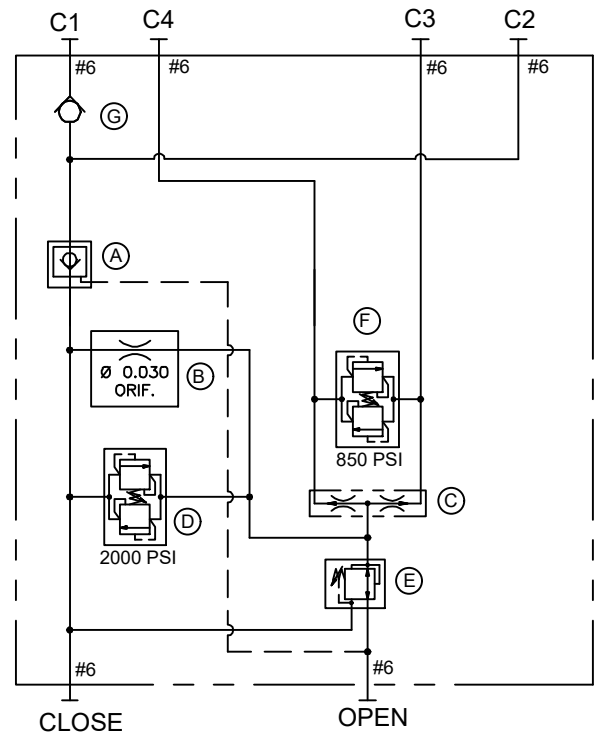 C1 C4 C3 C2
#6 #6 #6 #6
G
A
F
B
Ø 0.030
ORIF.
850 PSI
C
D
2000 PSI
E
#6 #6
CLOSE OPEN